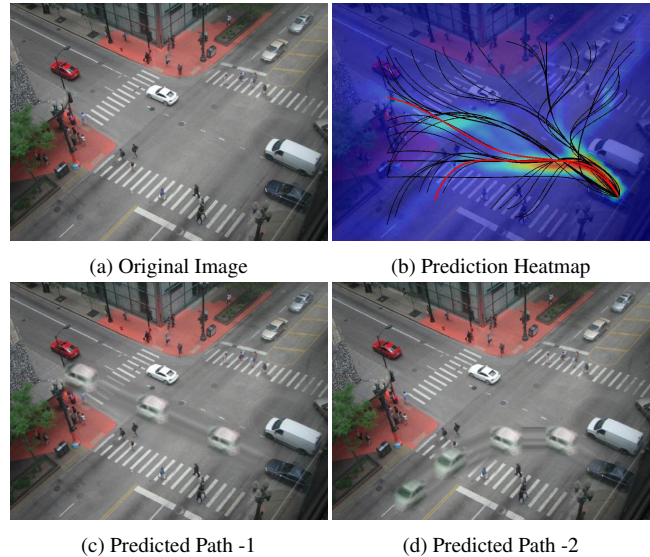 (a) Original Image
(b) Prediction Heatmap
(c) Predicted Path -1
(d) Predicted Path -2